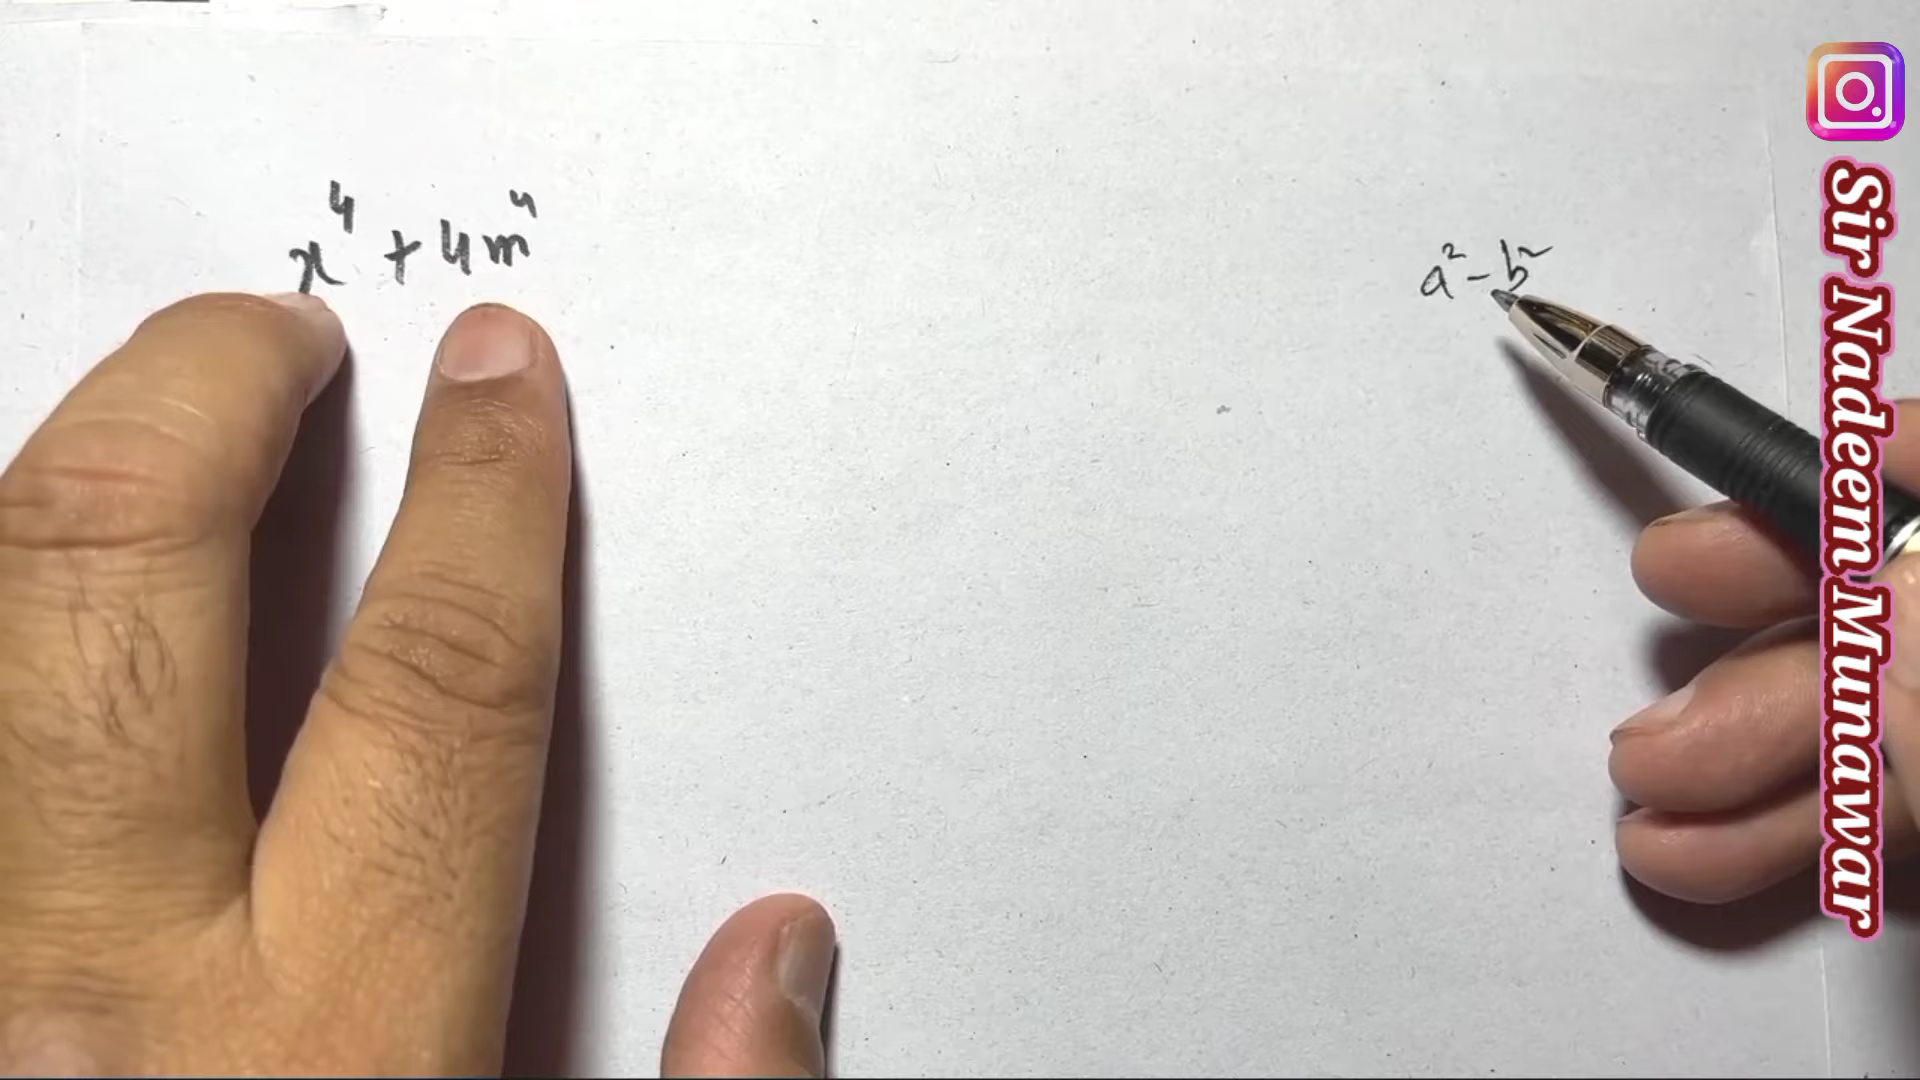 x⁴ + 4m⁴
a² - b²
Sir Nadeem Munawar